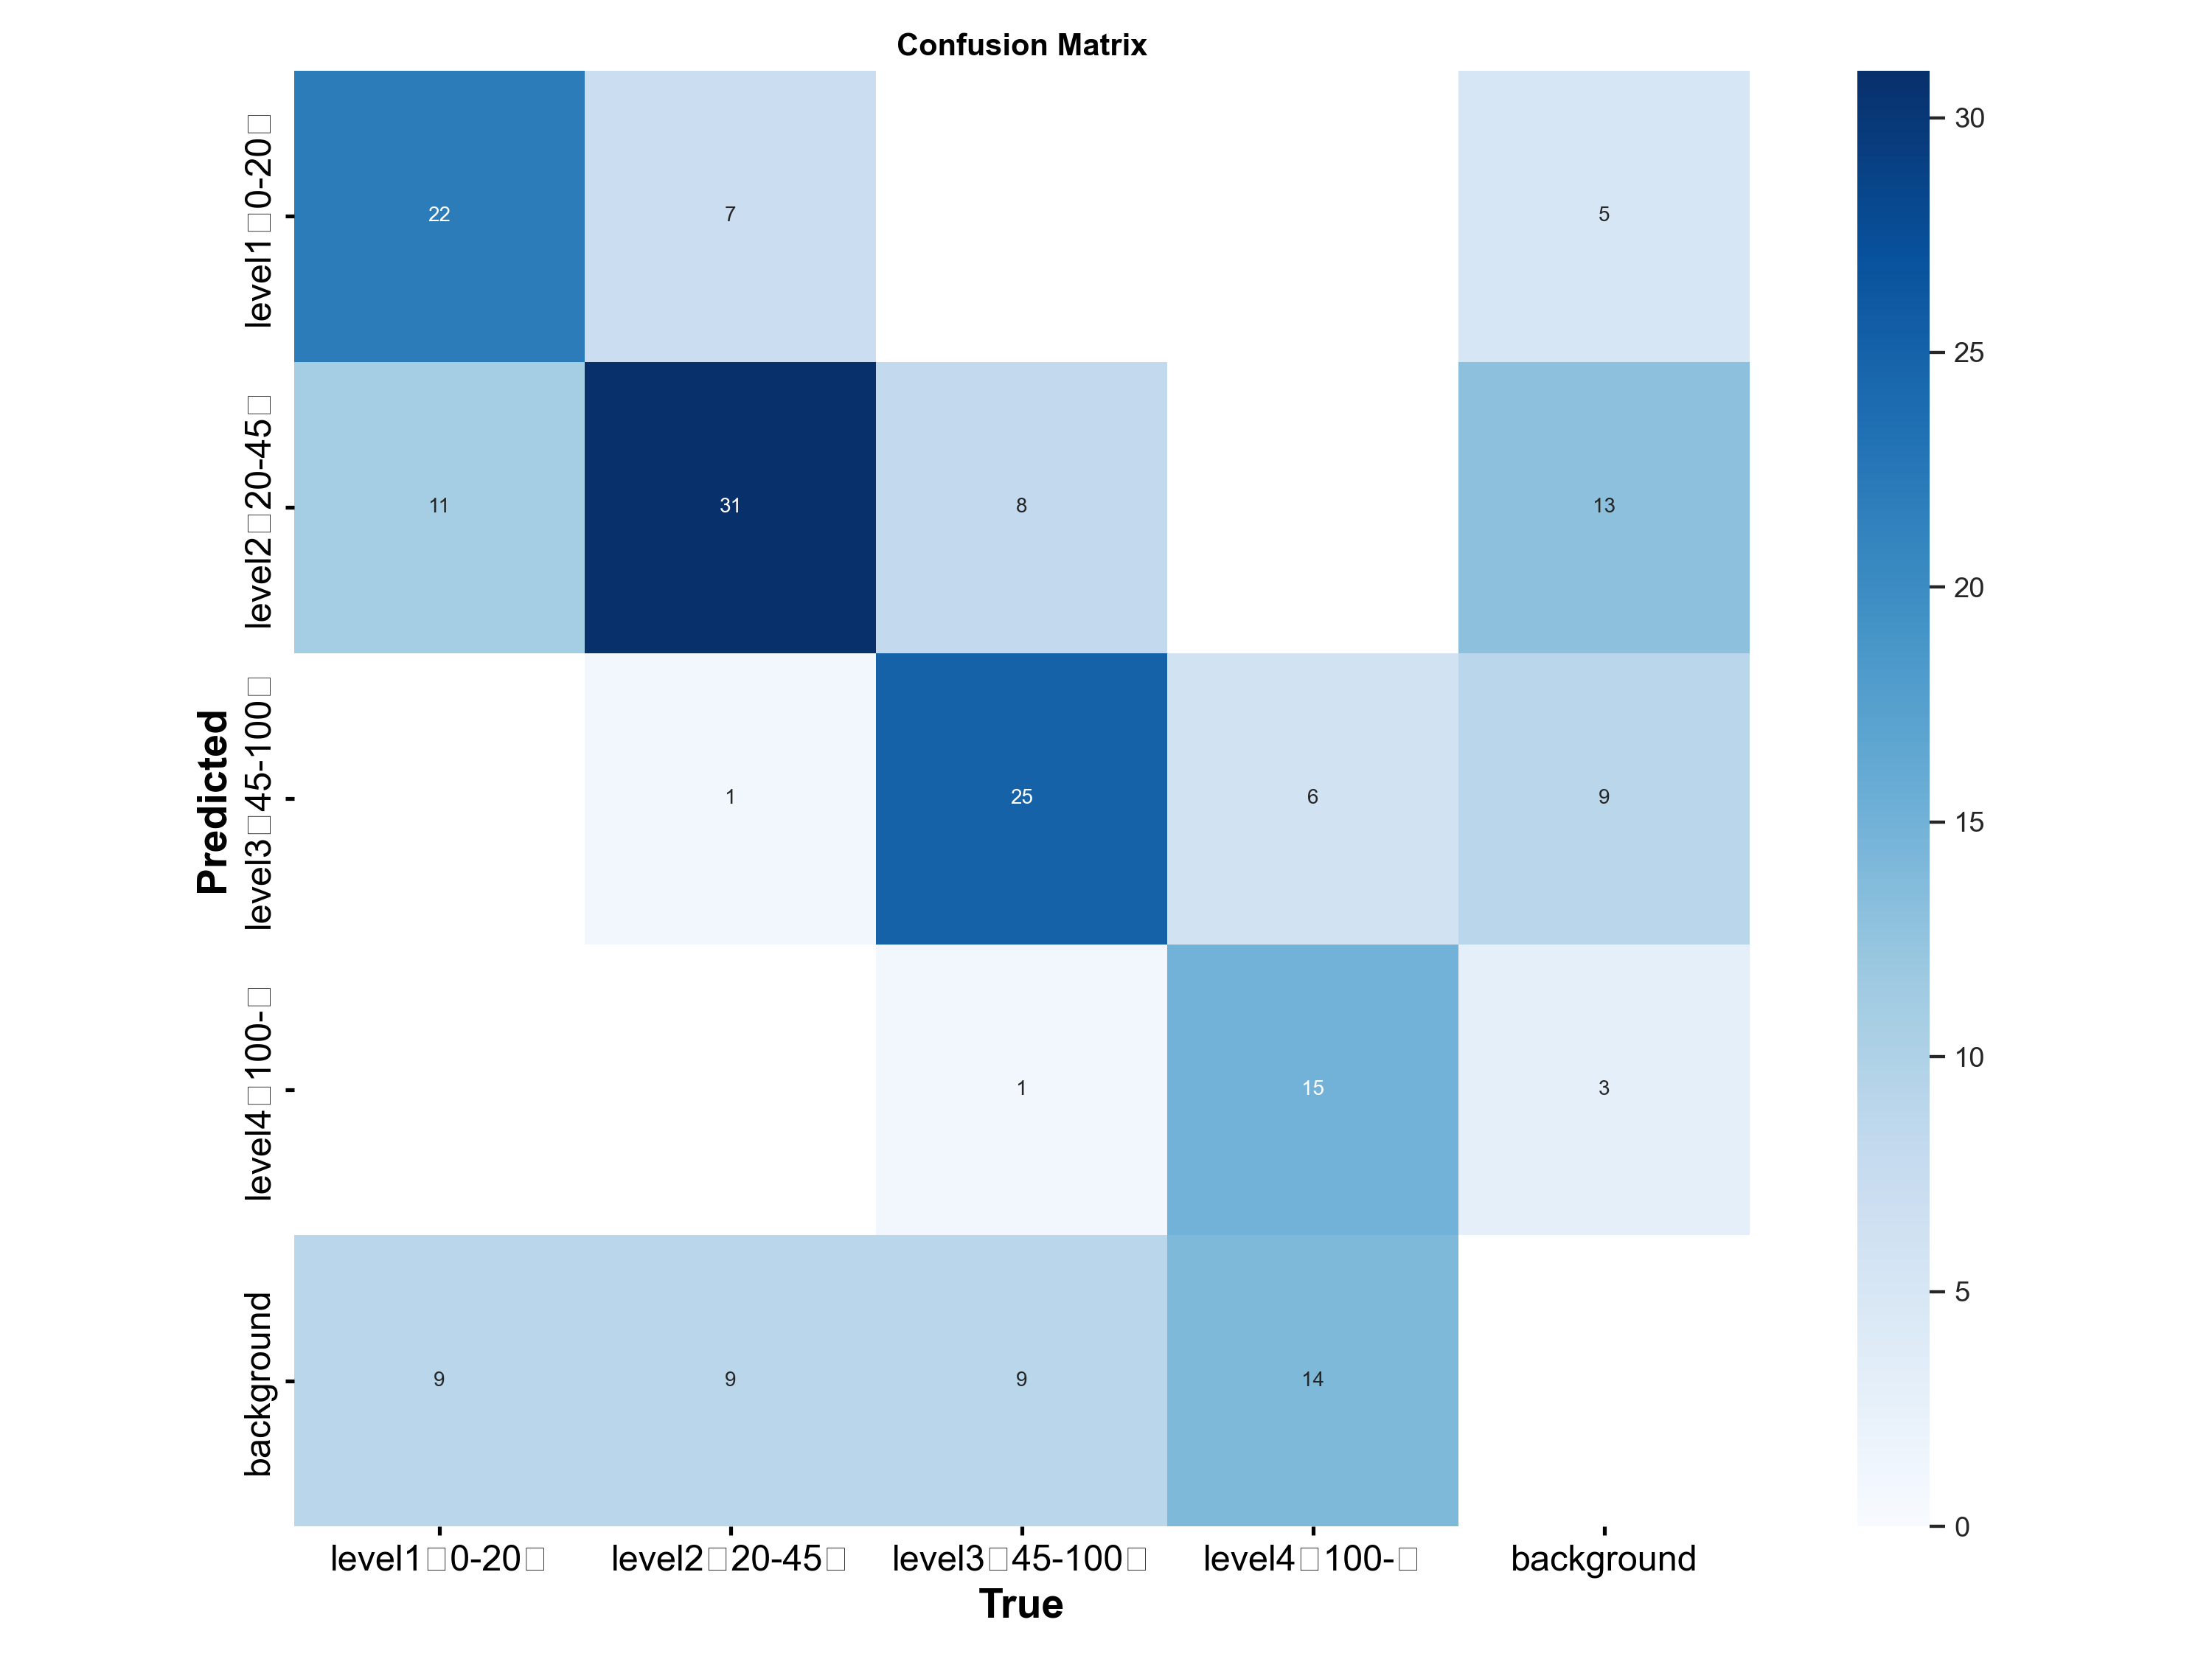 Confusion Matrix
Predicted
level1□0-20□
22
7
5
level2□20-45□
11
31
8
13
level3□45-100□
1
25
6
9
level4□100-□
1
15
3
background
9
9
9
14
level1□0-20□
level2□20-45□
level3□45-100□
level4□100-□
background
True
30
25
20
15
10
5
0